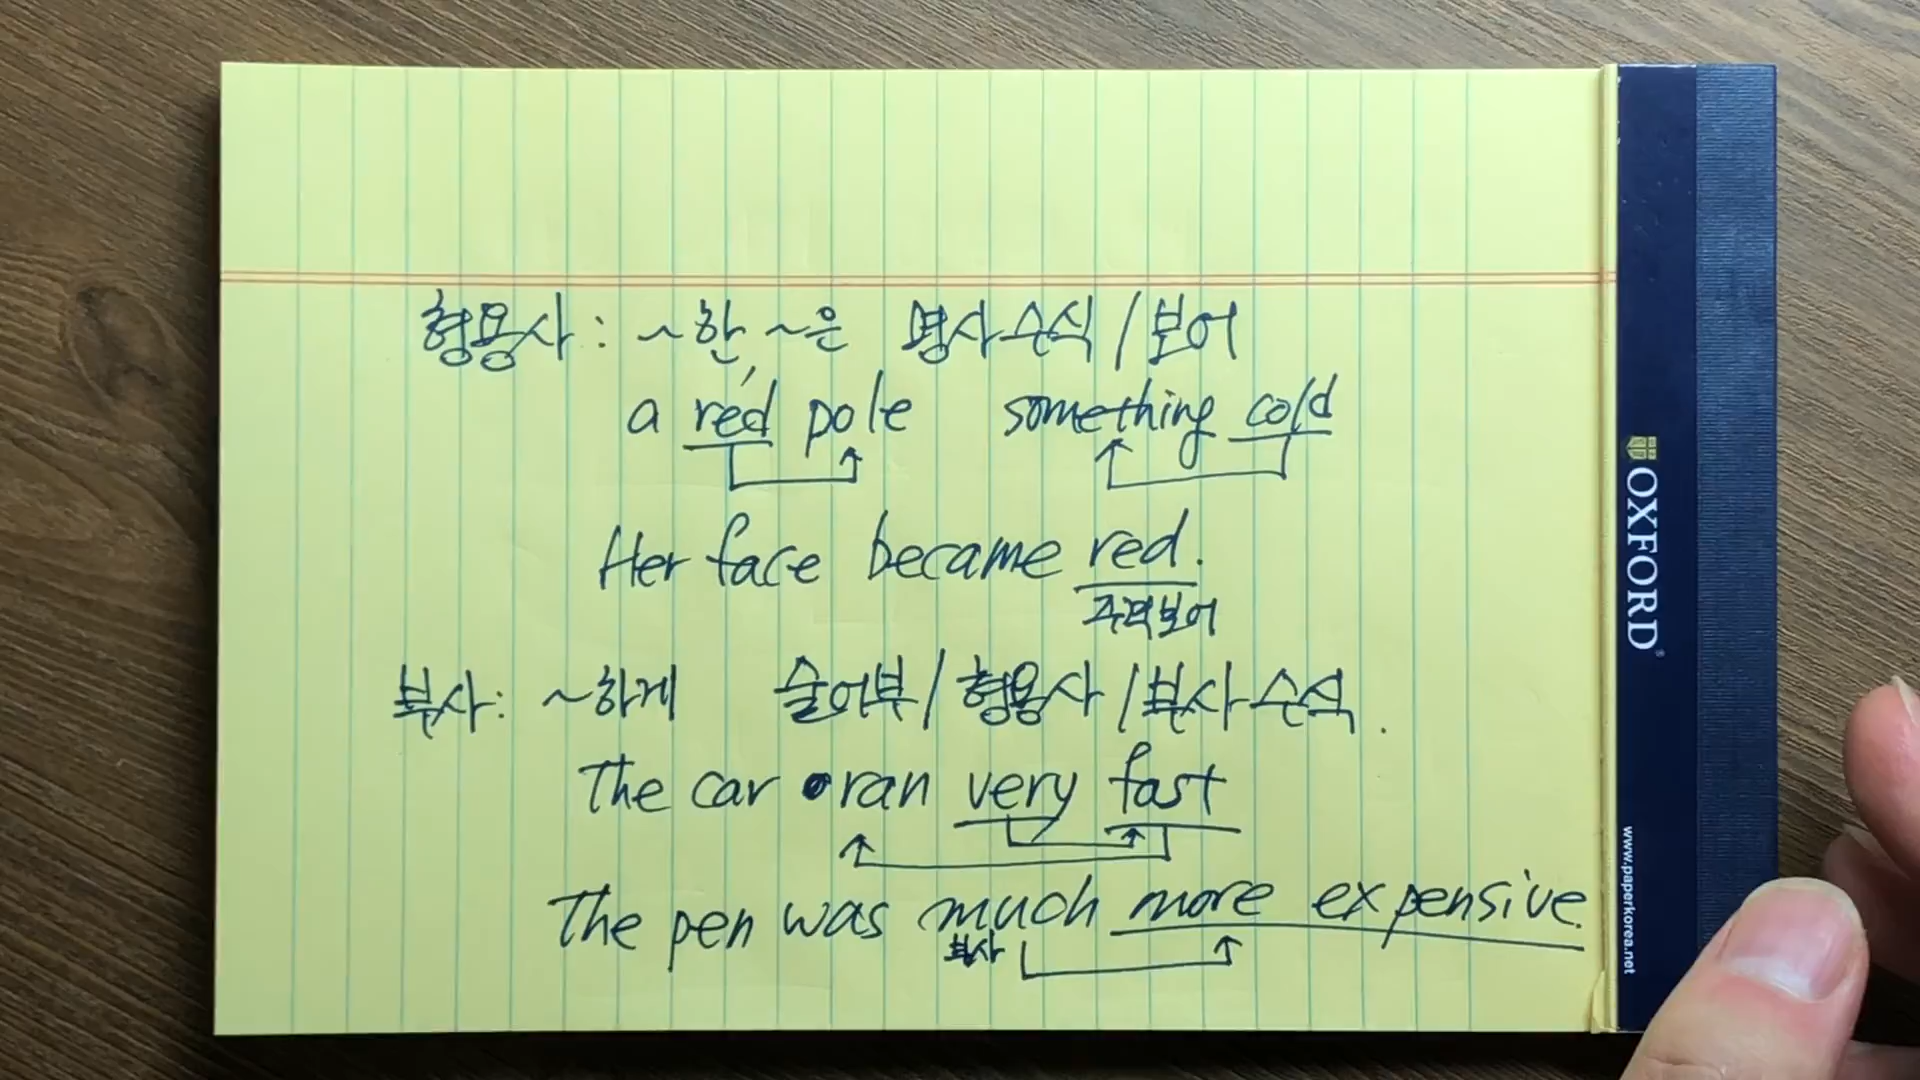 형용사 : ~한, ~은 명사수식 / 보어
a red pole something cold
Her face became red.
주격보어
부사 : ~하게 술어부 / 형용사 / 부사 수식.
The car ran very fast
The pen was much more expensive.
부사
OXFORD®
www.paperkorea.net